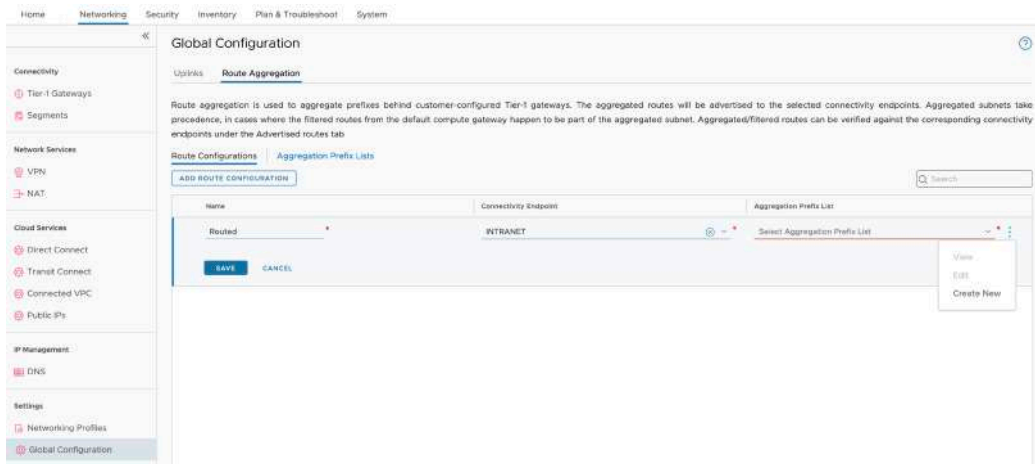 Home Networking Security Inventory Plan & Troubleshoot System
«
Global Configuration
Connectivity
Tier-1 Gateways
Segments
Network Services
VPN
NAT
Cloud Services
Direct Connect
Transit Connect
Connected VPC
Public IPs
IP Management
DNS
Settings
Networking Profiles
Global Configuration
Uplinks Route Aggregation
Route aggregation is used to aggregate prefixes behind customer-configured Tier-1 gateways. The aggregated routes will be advertised to the selected connectivity endpoints. Aggregated subnets take
precedence, in cases where the filtered routes from the default compute gateway happen to be part of the aggregated subnet. Aggregated/filtered routes can be verified against the corresponding connectivity
endpoints under the Advertised routes tab
Route Configurations Aggregation Prefix Lists
ADD ROUTE CONFIGURATION Search
Name Connectivity Endpoint Aggregation Prefix List
Routed * INTRANET * Select Aggregation Prefix List *
SAVE CANCEL
View
Edit
Create New